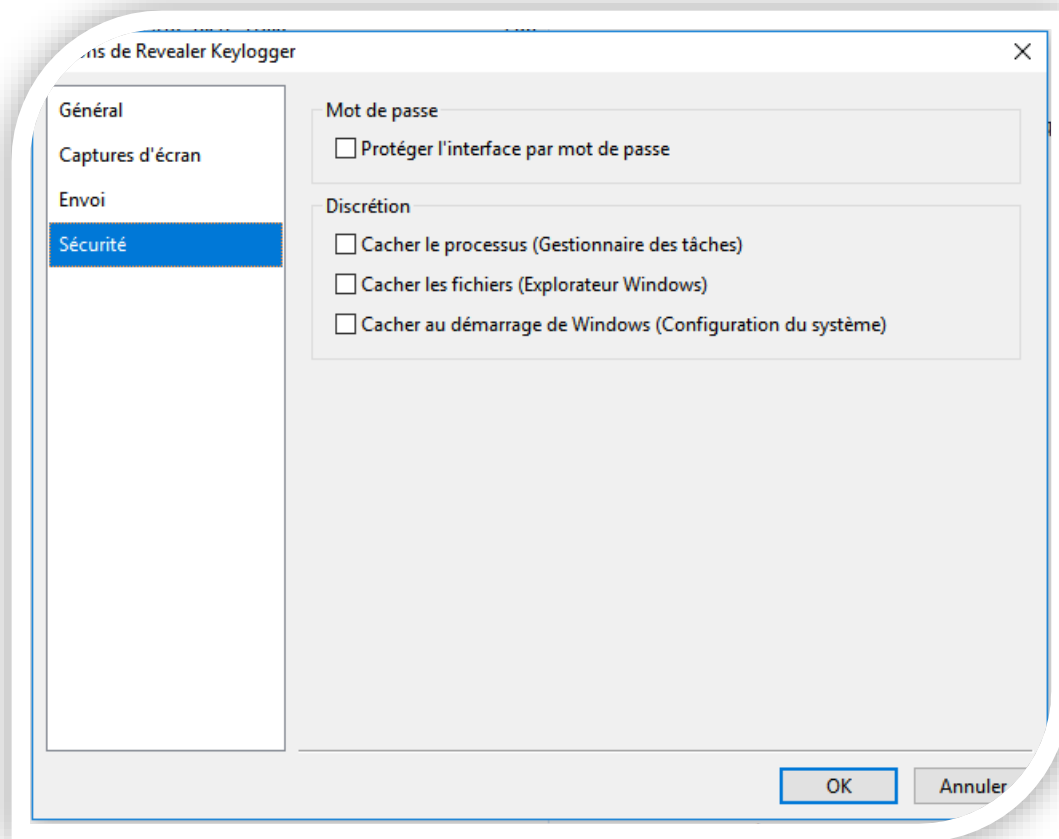 de Revealer Keylogger
Général
Captures d'écran
Envoi
Sécurité
Mot de passe
Protéger l'interface par mot de passe
Discrétion
Cacher le processus (Gestionnaire des tâches)
Cacher les fichiers (Explorateur Windows)
Cacher au démarrage de Windows (Configuration du système)
OK
Annuler